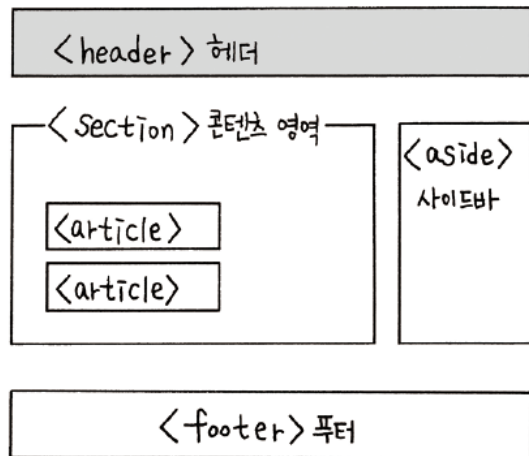 <header> 헤더
<section> 콘텐츠 영역
<article>
<article>
<aside>
사이드바
<footer> 푸터